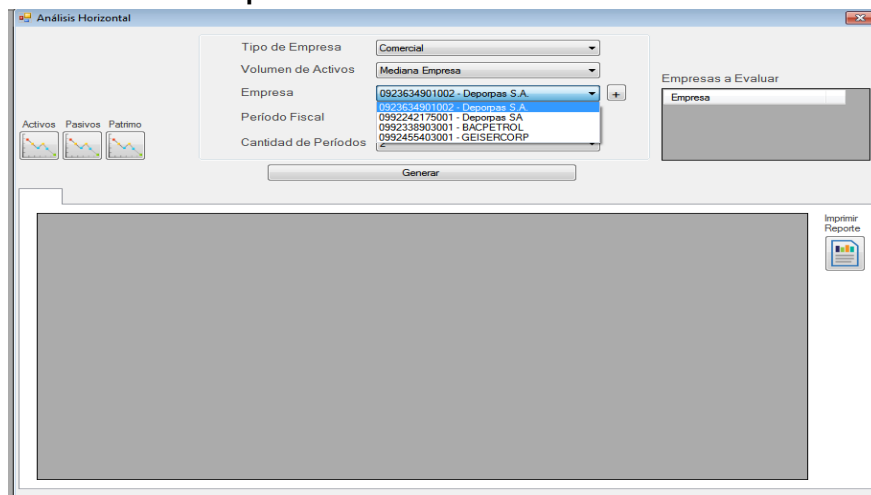 Análisis Horizontal
Tipo de Empresa Comercial
Volumen de Activos Mediana Empresa
Empresa 0923634901002 - Deporpas S.A. +
0923634901002 - Deporpas S.A.
Período Fiscal 0992242175001 - Deporpas SA
0992338903001 - BACPETROL
Cantidad de Períodos 0992455403001 - GEISERCORP
2
Empresas a Evaluar
Empresa
Activos Pasivos Patrimo
Generar
Imprimir
Reporte